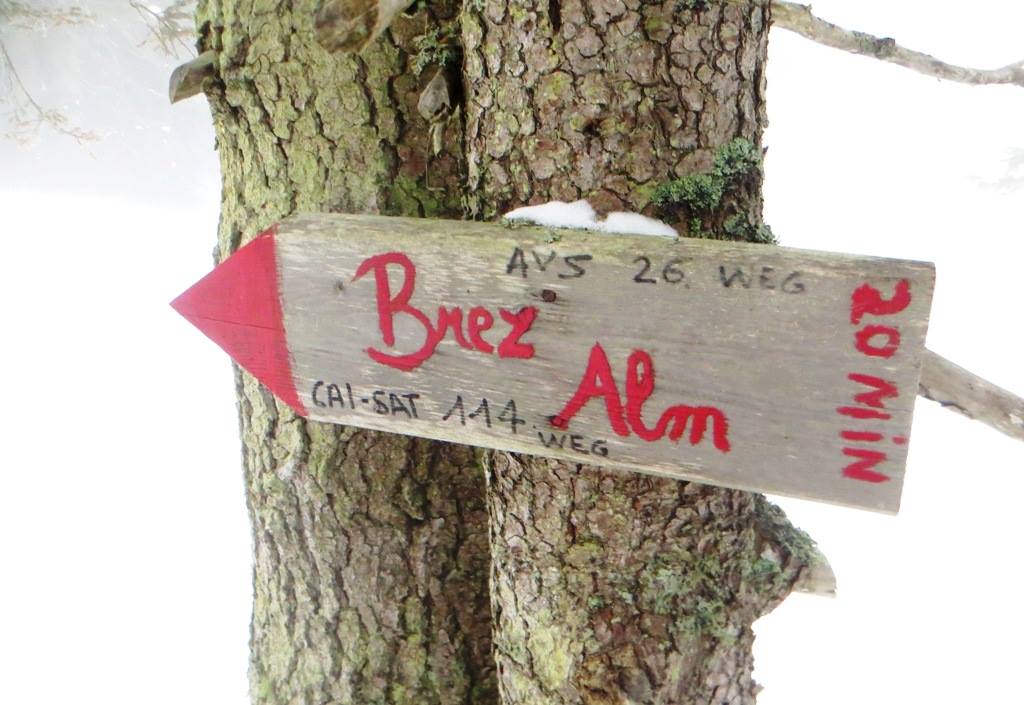 AVS 26. WEG
Brez
Alm
CAI-SAT 114. WEG
20 MiN